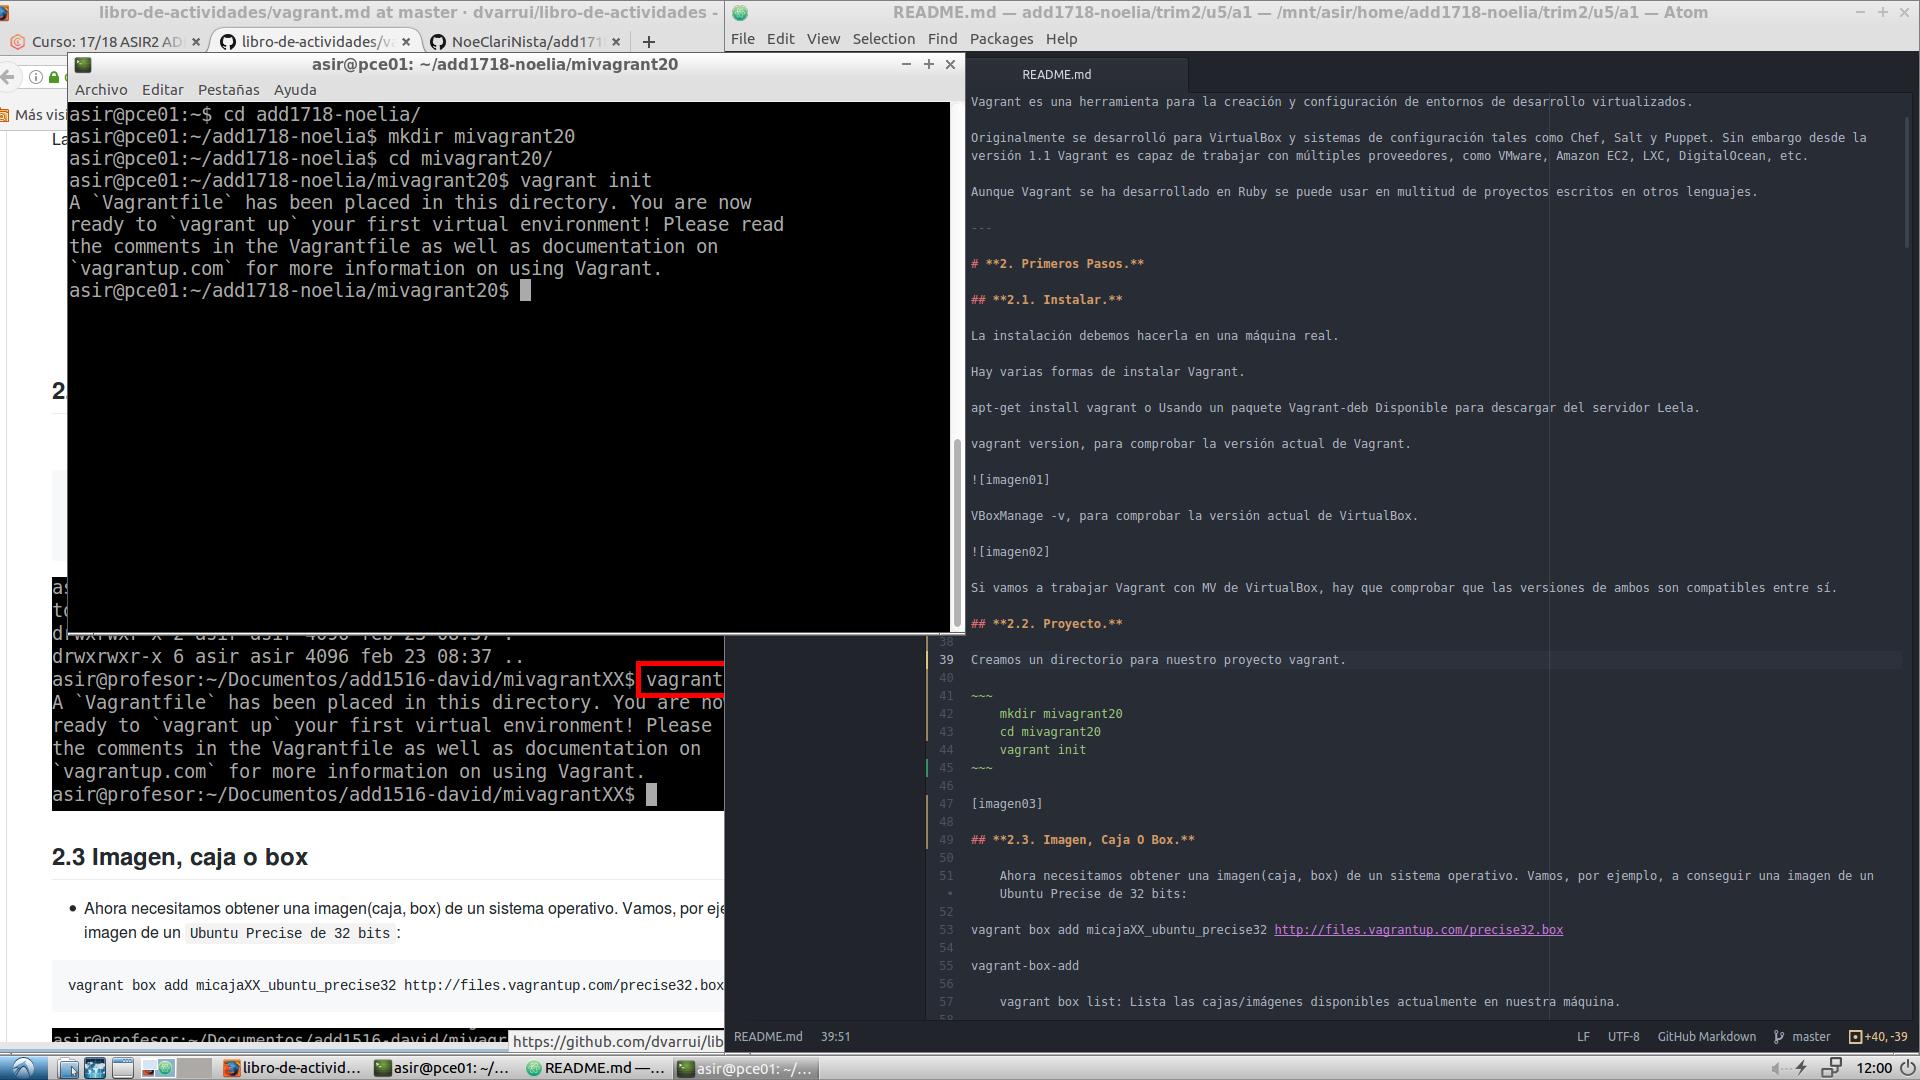 libro-de-actividades/vagrant.md at master · dvarrui/libro-de-actividades -
Curso: 17/18 ASIR2 AD
libro-de-actividades/va
NoeClariNista/add171
Más visi
La
asir@pce01: ~/add1718-noelia/mivagrant20
Archivo Editar Pestañas Ayuda
asir@pce01:~$ cd add1718-noelia/
asir@pce01:~/add1718-noelia$ mkdir mivagrant20
asir@pce01:~/add1718-noelia$ cd mivagrant20/
asir@pce01:~/add1718-noelia/mivagrant20$ vagrant init
A `Vagrantfile` has been placed in this directory. You are now
ready to `vagrant up` your first virtual environment! Please read
the comments in the Vagrantfile as well as documentation on
`vagrantup.com` for more information on using Vagrant.
asir@pce01:~/add1718-noelia/mivagrant20$
2.
drwxrwxr-x 2 asir asir 4096 feb 23 08:37 .
drwxrwxr-x 6 asir asir 4096 feb 23 08:37 ..
asir@profesor:~/Documentos/add1516-david/mivagrantXX$ vagrant
A `Vagrantfile` has been placed in this directory. You are now
ready to `vagrant up` your first virtual environment! Please
the comments in the Vagrantfile as well as documentation on
`vagrantup.com` for more information on using Vagrant.
asir@profesor:~/Documentos/add1516-david/mivagrantXX$
2.3 Imagen, caja o box
Ahora necesitamos obtener una imagen(caja, box) de un sistema operativo. Vamos, por eje
imagen de un Ubuntu Precise de 32 bits :
vagrant box add micajaXX_ubuntu_precise32 http://files.vagrantup.com/precise32.box
asir@profesor:~/Documentos/add1516-david/mivagr
https://github.com/dvarrui/lib
README.md — add1718-noelia/trim2/u5/a1 — /mnt/asir/home/add1718-noelia/trim2/u5/a1 — Atom
File Edit View Selection Find Packages Help
README.md
Vagrant es una herramienta para la creación y configuración de entornos de desarrollo virtualizados.
Originalmente se desarrolló para VirtualBox y sistemas de configuración tales como Chef, Salt y Puppet. Sin embargo desde la
versión 1.1 Vagrant es capaz de trabajar con múltiples proveedores, como VMware, Amazon EC2, LXC, DigitalOcean, etc.
Aunque Vagrant se ha desarrollado en Ruby se puede usar en multitud de proyectos escritos en otros lenguajes.
---
# **2. Primeros Pasos.**
## **2.1. Instalar.**
La instalación debemos hacerla en una máquina real.
Hay varias formas de instalar Vagrant.
apt-get install vagrant o Usando un paquete Vagrant-deb Disponible para descargar del servidor Leela.
vagrant version, para comprobar la versión actual de Vagrant.
![imagen01]
VBoxManage -v, para comprobar la versión actual de VirtualBox.
![imagen02]
Si vamos a trabajar Vagrant con MV de VirtualBox, hay que comprobar que las versiones de ambos son compatibles entre sí.
## **2.2. Proyecto.**
38
39 Creamos un directorio para nuestro proyecto vagrant.
40
41 ~~~
42 mkdir mivagrant20
43 cd mivagrant20
44 vagrant init
45 ~~~
46
47 [imagen03]
48
49 ## **2.3. Imagen, Caja O Box.**
50
51 Ahora necesitamos obtener una imagen(caja, box) de un sistema operativo. Vamos, por ejemplo, a conseguir una imagen de un
• Ubuntu Precise de 32 bits:
52
53 vagrant box add micajaXX_ubuntu_precise32 http://files.vagrantup.com/precise32.box
54
55 vagrant-box-add
56
57 vagrant box list: Lista las cajas/imágenes disponibles actualmente en nuestra máquina.
58
README.md 39:51 LF UTF-8 GitHub Markdown master +40, -39
libro-de-activid... asir@pce01: ~/... README.md —... asir@pce01: ~/... 12:00